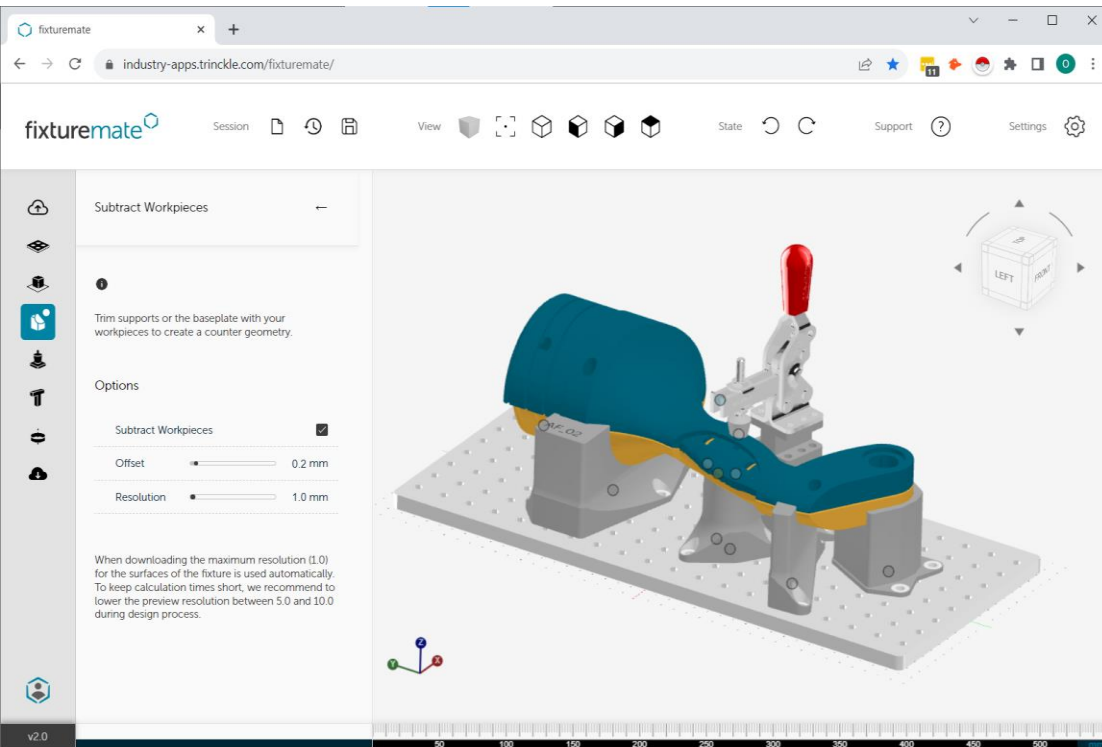 fixturemate
industry-apps.trinckle.com/fixturemate/
11
O
fixturemate
Session
View
State
Support
Settings
Subtract Workpieces
Trim supports or the baseplate with your
workpieces to create a counter geometry.
Options
Subtract Workpieces
Offset 0.2 mm
Resolution 1.0 mm
When downloading the maximum resolution (1.0)
for the surfaces of the fixture is used automatically.
To keep calculation times short, we recommend to
lower the preview resolution between 5.0 and 10.0
during design process.
AF_02
LEFT
FRONT
Z
Y
X
v2.0
50 100 150 200 250 300 350 400 450 500